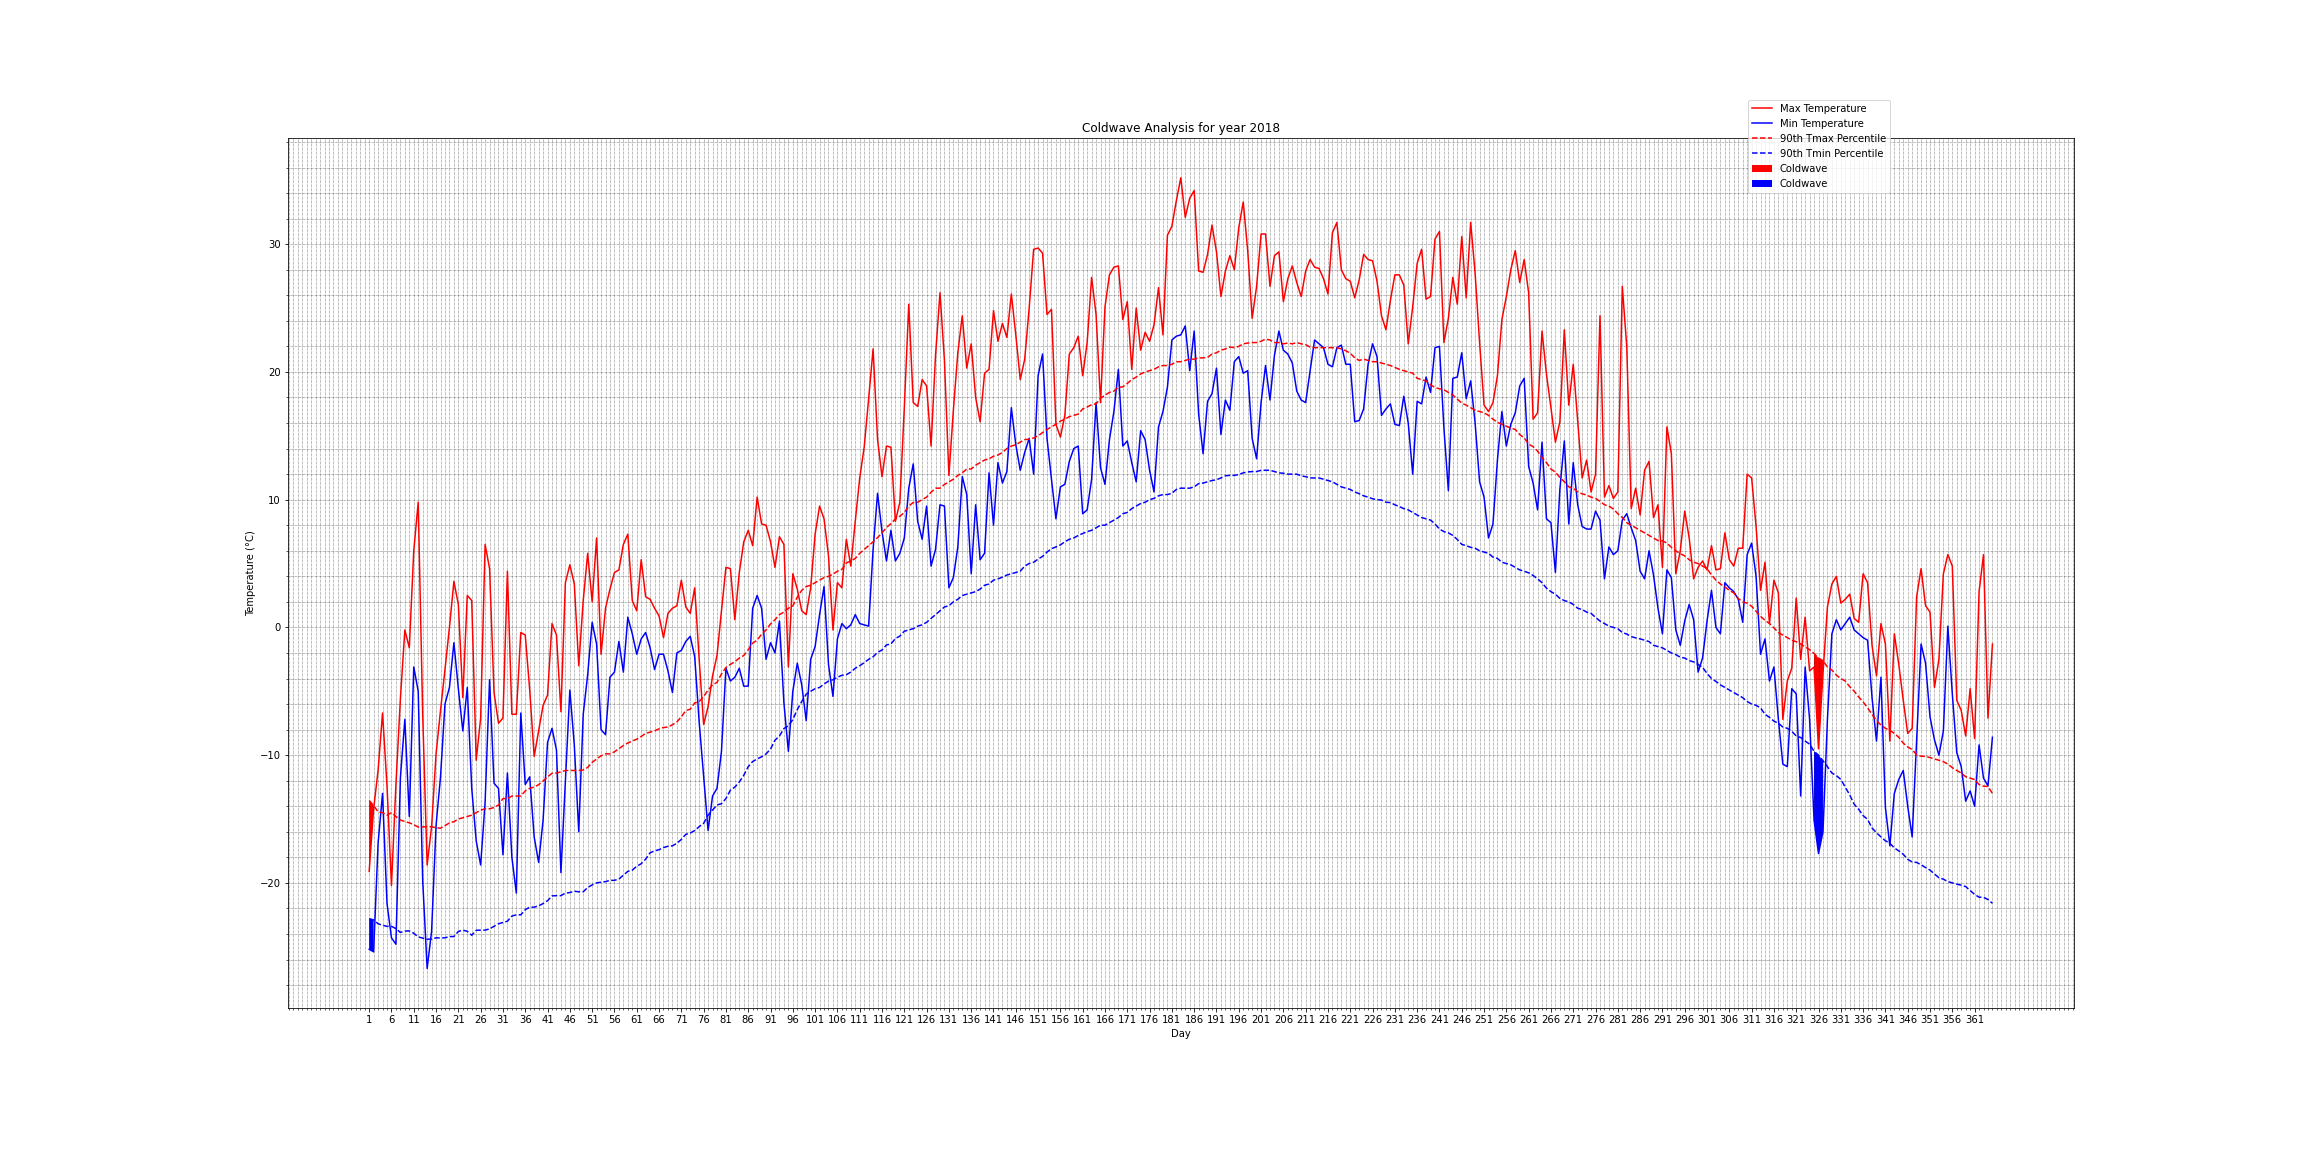 Max Temperature
Min Temperature
90th Tmax Percentile
90th Tmin Percentile
Coldwave
Coldwave
Coldwave Analysis for year 2018
Temperature (°C)
30
20
10
0
−10
−20
1 6 11 16 21 26 31 36 41 46 51 56 61 66 71 76 81 86 91 96 101 106 111 116 121 126 131 136 141 146 151 156 161 166 171 176 181 186 191 196 201 206 211 216 221 226 231 236 241 246 251 256 261 266 271 276 281 286 291 296 301 306 311 316 321 326 331 336 341 346 351 356 361
Day